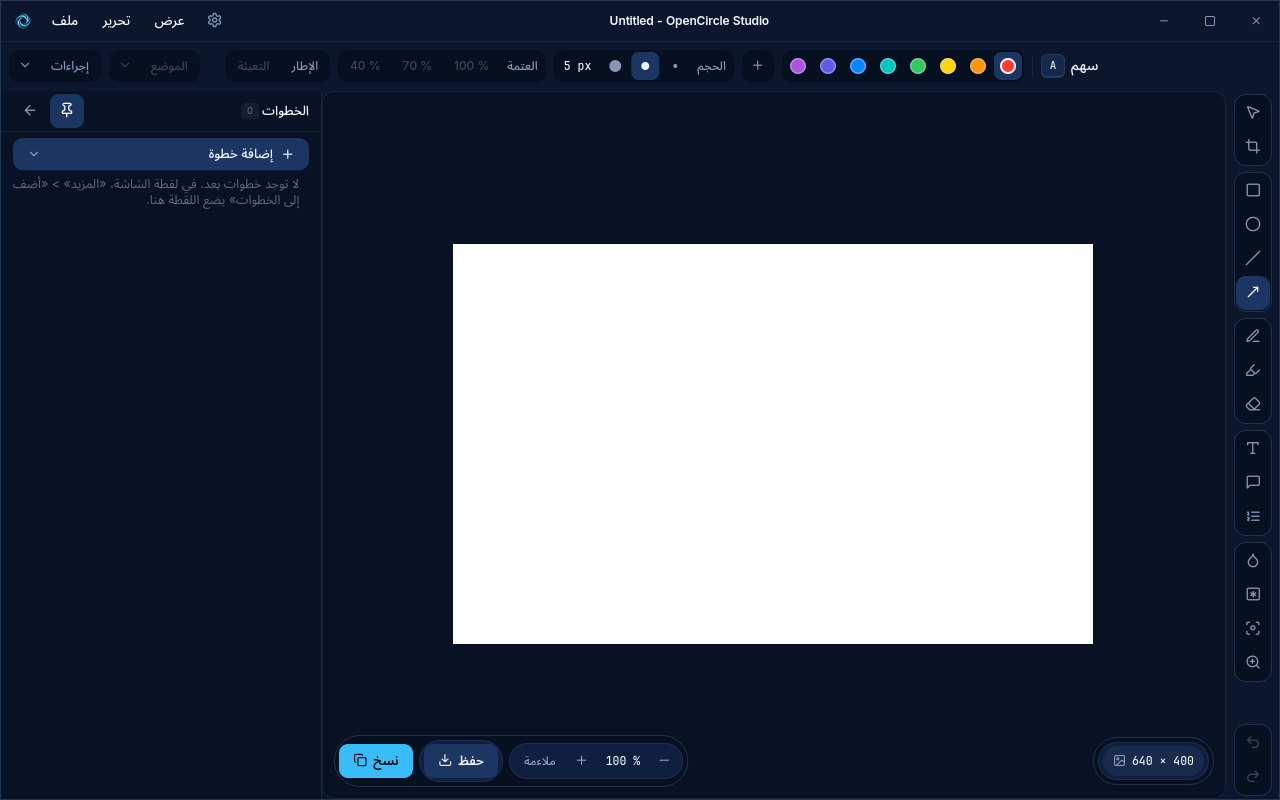 ملف
تحرير
عرض
Untitled - OpenCircle Studio
سهم
A
الحجم
5 px
العتمة
100 %
70 %
40 %
الإطار
التعبئة
الموضع
إجراءات
الخطوات
0
إضافة خطوة
لا توجد خطوات بعد. في لقطة الشاشة، «المزيد» > «أضف
إلى الخطوات» يضع اللقطة هنا.
640 × 400
100 %
ملاءمة
حفظ
نسخ